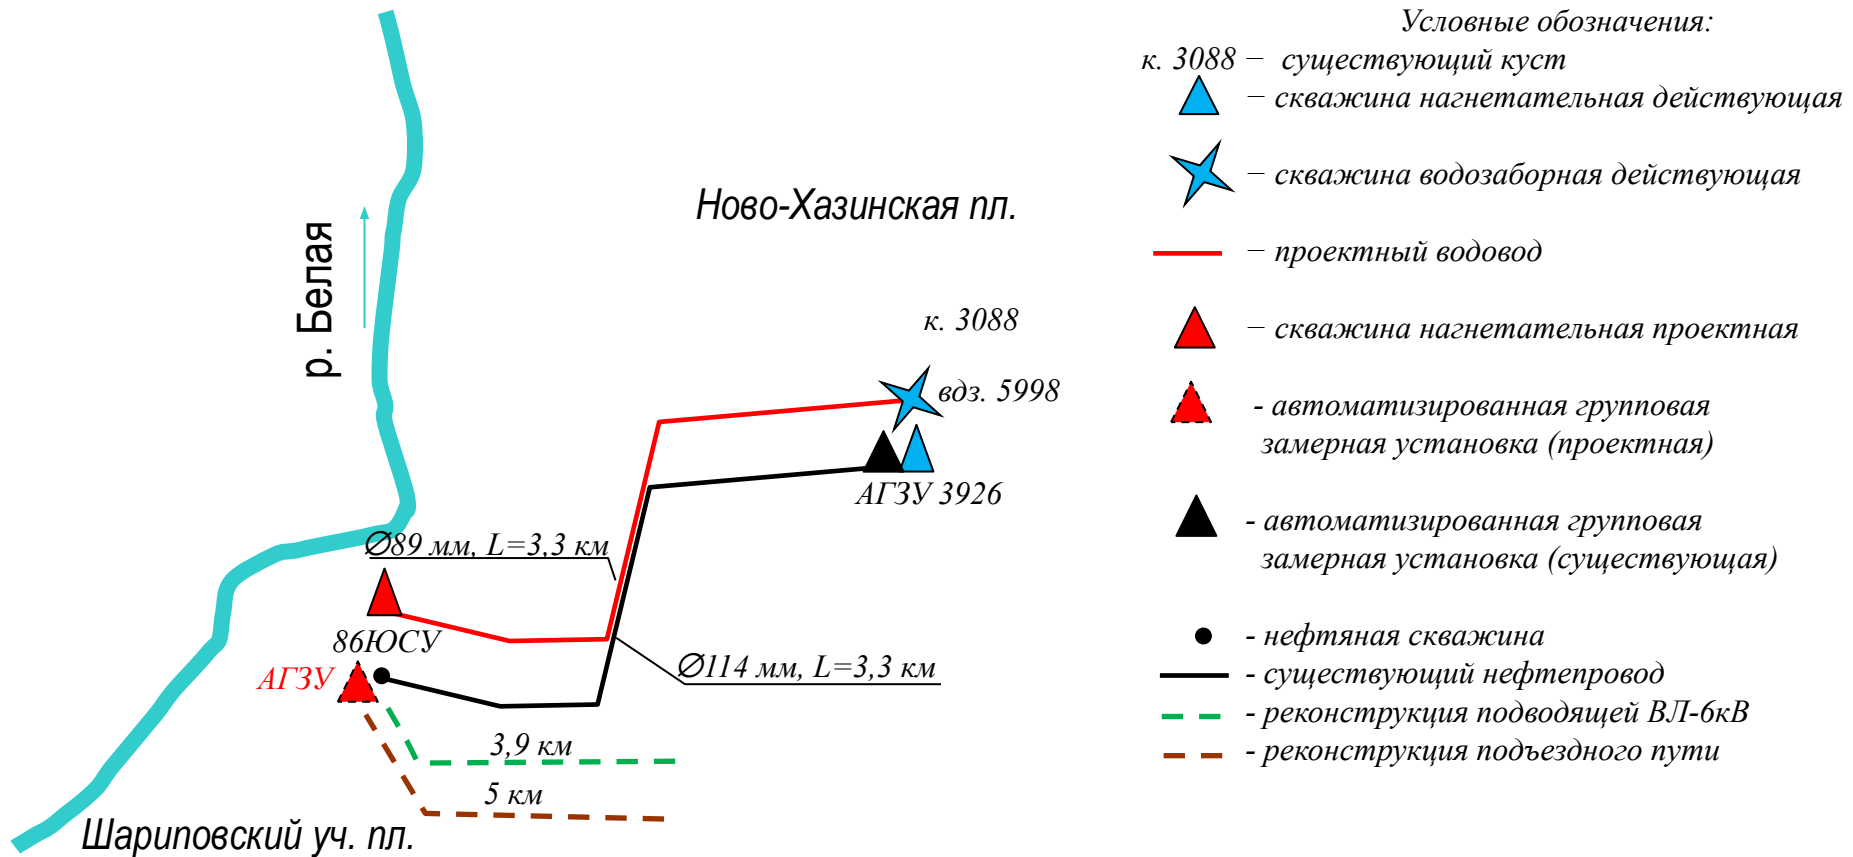 Условные обозначения:
к. 3088 – существующий куст
– скважина нагнетательная действующая
– скважина водозаборная действующая
– проектный водовод
– скважина нагнетательная проектная
- автоматизированная групповая
замерная установка (проектная)
- автоматизированная групповая
замерная установка (существующая)
- нефтяная скважина
- существующий нефтепровод
- реконструкция подводящей ВЛ-6кВ
- реконструкция подъездного пути
Ново-Хазинская пл.
р. Белая
к. 3088
вдз. 5998
АГЗУ 3926
∅89 мм, L=3,3 км
86ЮСУ
АГЗУ
∅114 мм, L=3,3 км
3,9 км
5 км
Шариповский уч. пл.